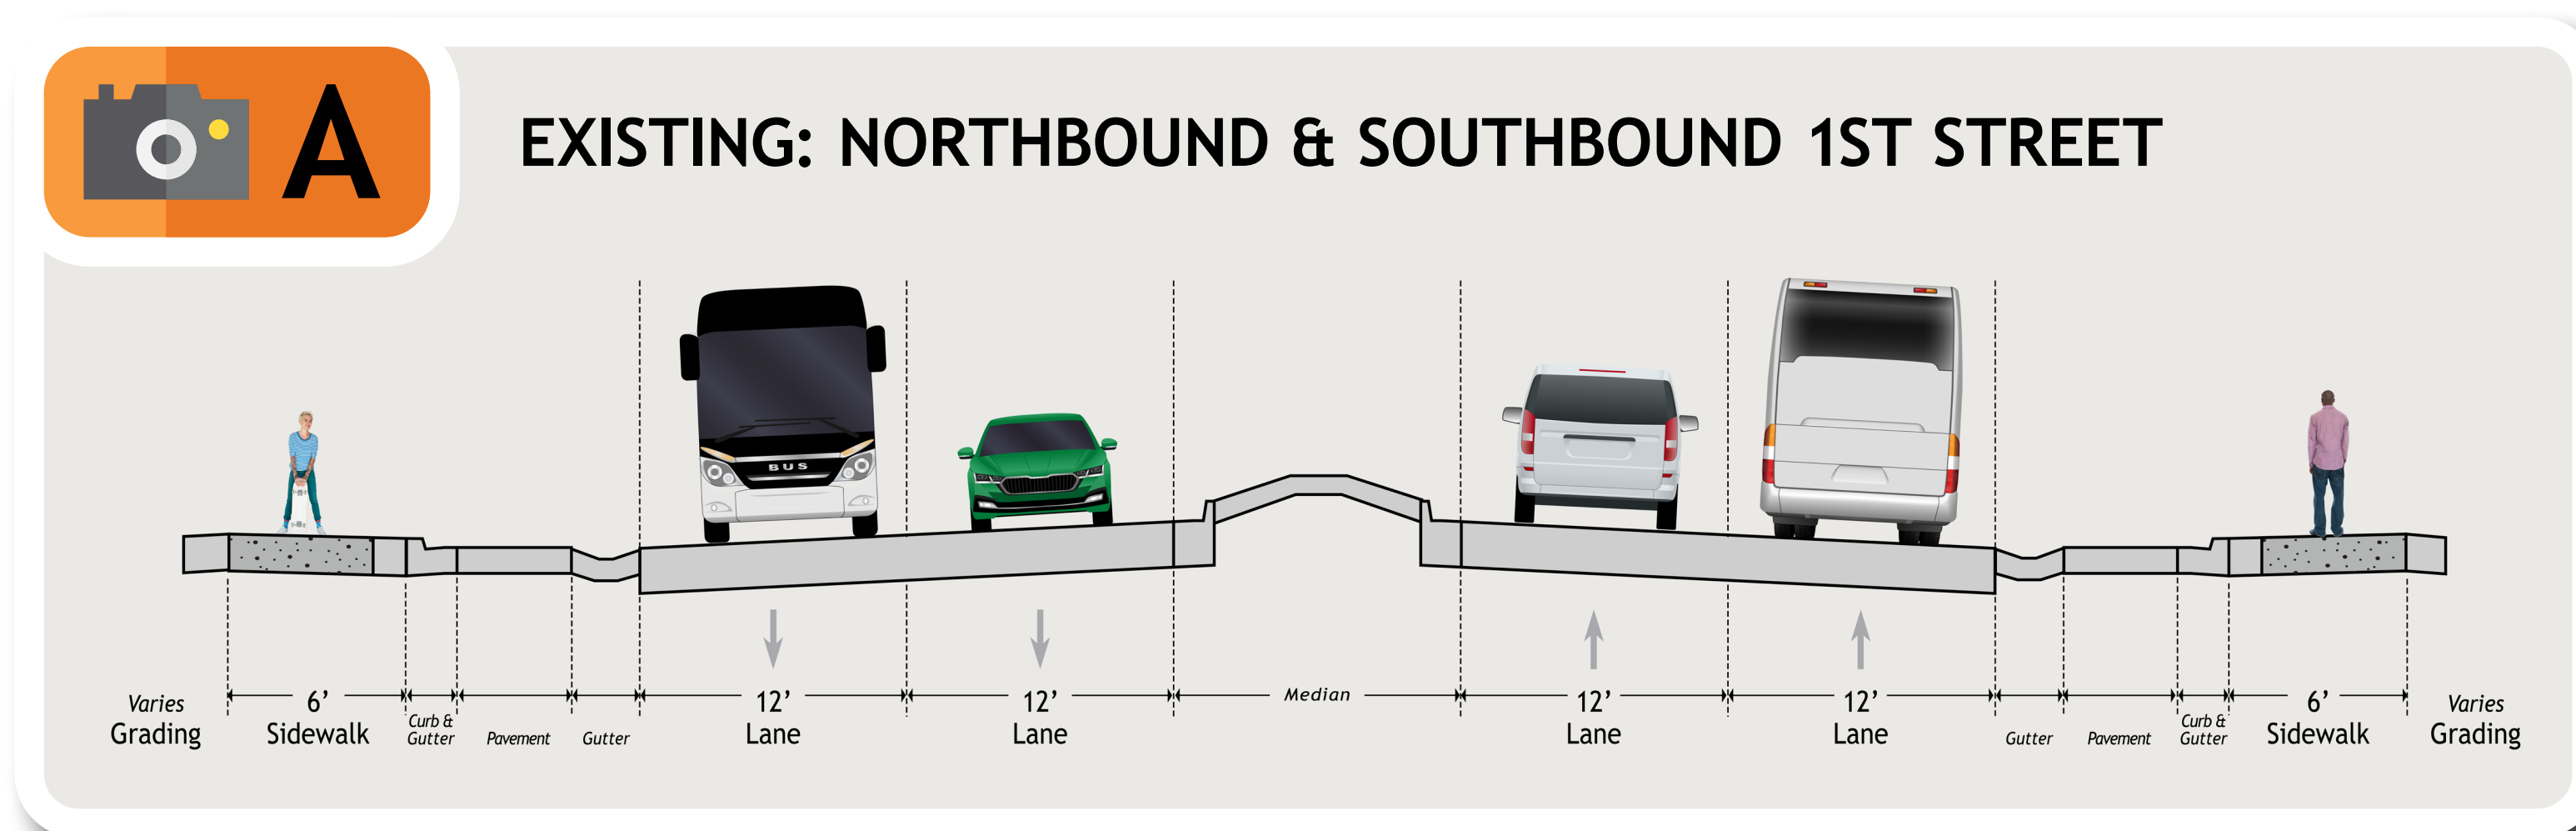 A
EXISTING: NORTHBOUND & SOUTHBOUND 1ST STREET
BUS
Varies
Grading
6’
Sidewalk
Curb &
Gutter
Pavement
Gutter
12’
Lane
12’
Lane
Median
12’
Lane
12’
Lane
Gutter
Pavement
Curb &
Gutter
6’
Sidewalk
Varies
Grading